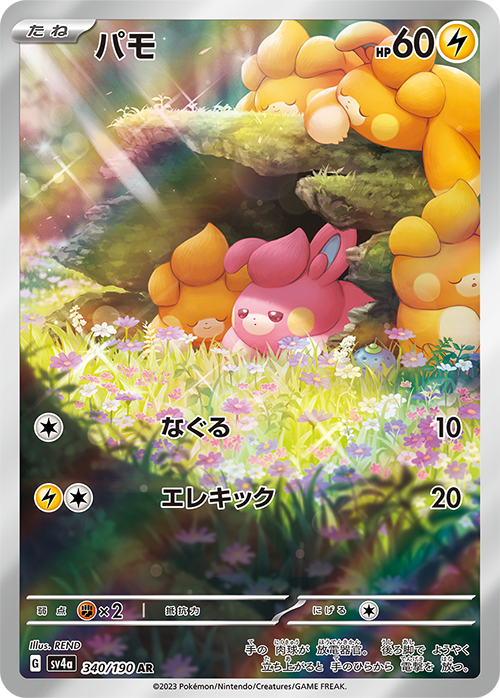 たね
パモ
HP60
なぐる 10
エレキック 20
弱点 ×2 抵抗力 にげる
Illus. REND
G sv4a 340/190 AR
手の 肉球が 放電器官。 後ろ脚で ようやく
立ち上がると 手のひらから 電撃を 放つ。
©2023 Pokémon/Nintendo/Creatures/GAME FREAK.